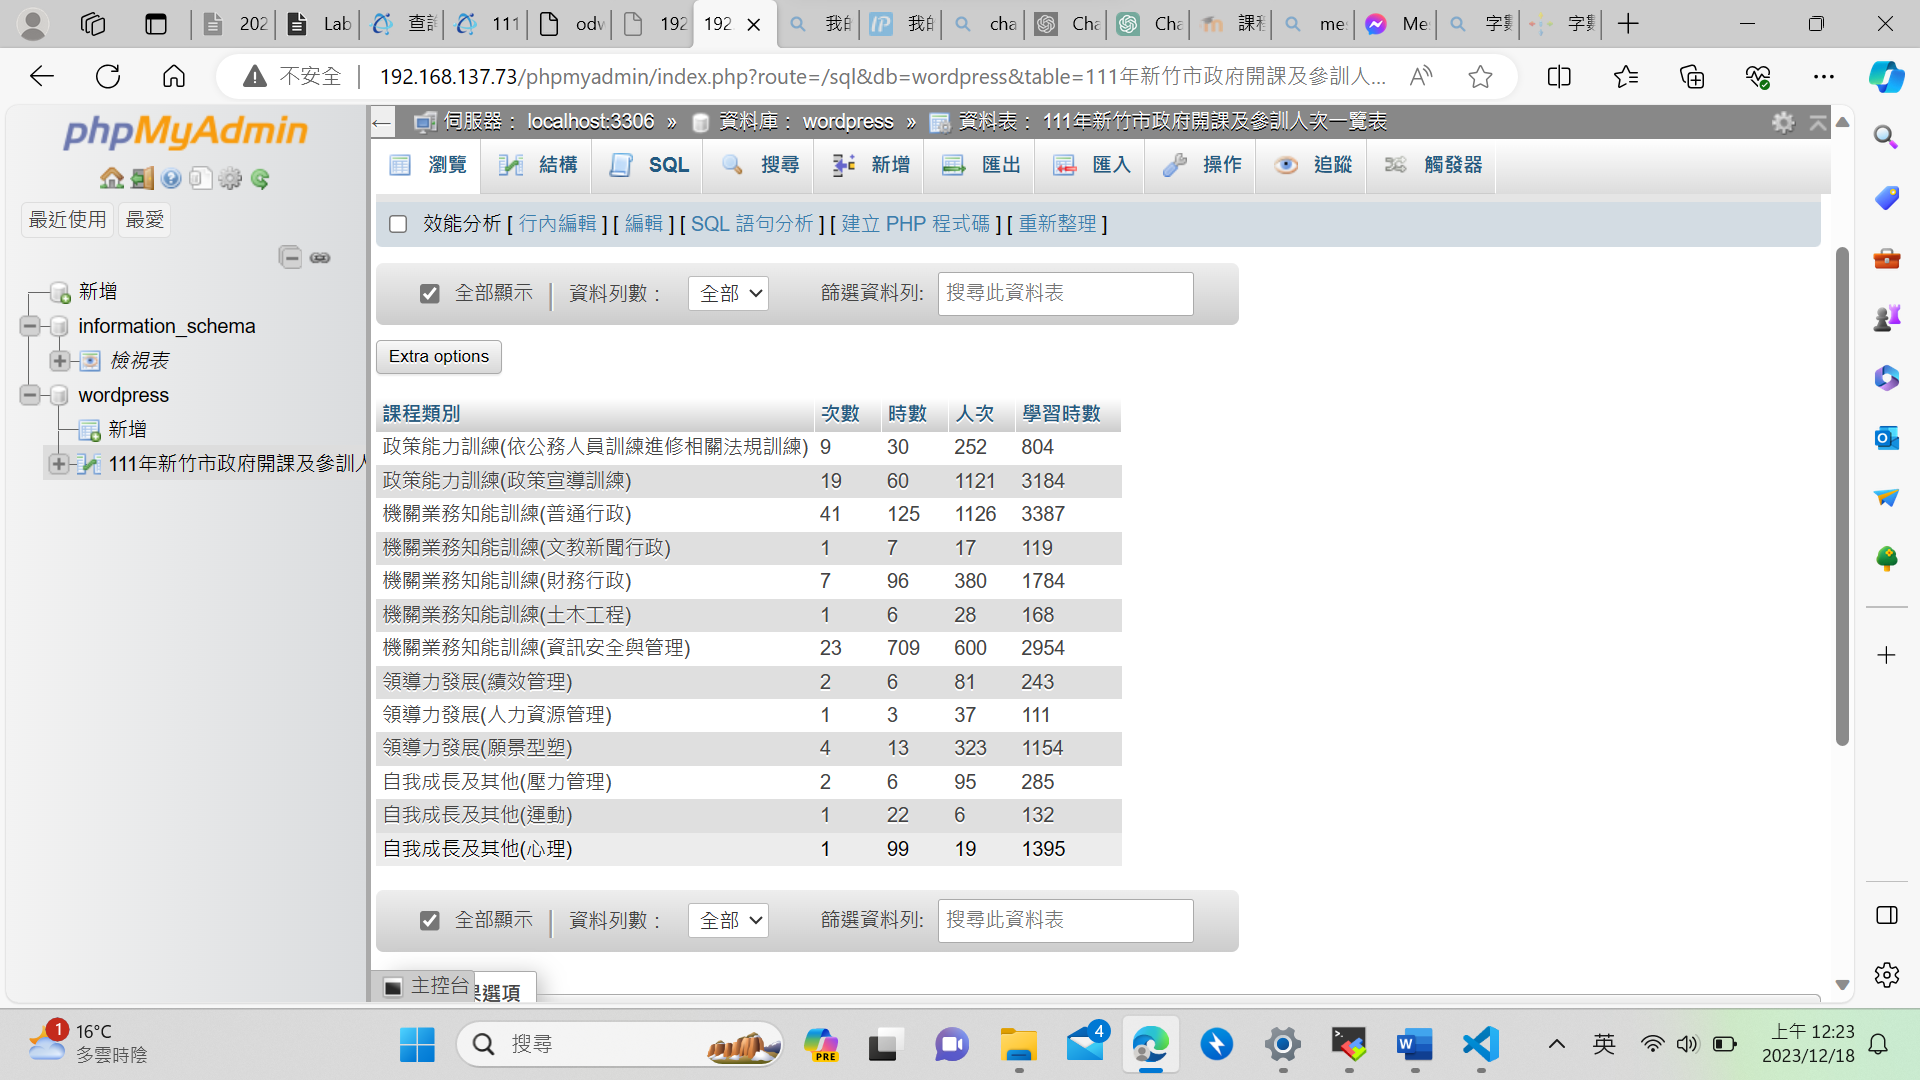 202
Lab
查詢
111
odw
192
192.
我的
我的
cha
Cha
Cha
課程
me
Me
字數
字數
不安全
192.168.137.73/phpmyadmin/index.php?route=/sql&db=wordpress&table=111年新竹市政府開課及參訓人...
phpMyAdmin
最近使用
最愛
新增
information_schema
檢視表
wordpress
新增
111年新竹市政府開課及參訓人
伺服器： localhost:3306 » 資料庫： wordpress » 資料表： 111年新竹市政府開課及參訓人次一覽表
瀏覽 結構 SQL 搜尋 新增 匯出 匯入 操作 追蹤 觸發器
效能分析 [ 行內編輯 ] [ 編輯 ] [ SQL 語句分析 ] [ 建立 PHP 程式碼 ] [ 重新整理 ]
全部顯示 | 資料列數： 全部 篩選資料列: 搜尋此資料表
Extra options
課程類別 次數 時數 人次 學習時數
政策能力訓練(依公務人員訓練進修相關法規訓練) 9 30 252 804
政策能力訓練(政策宣導訓練) 19 60 1121 3184
機關業務知能訓練(普通行政) 41 125 1126 3387
機關業務知能訓練(文教新聞行政) 1 7 17 119
機關業務知能訓練(財務行政) 7 96 380 1784
機關業務知能訓練(土木工程) 1 6 28 168
機關業務知能訓練(資訊安全與管理) 23 709 600 2954
領導力發展(績效管理) 2 6 81 243
領導力發展(人力資源管理) 1 3 37 111
領導力發展(願景型塑) 4 13 323 1154
自我成長及其他(壓力管理) 2 6 95 285
自我成長及其他(運動) 1 22 6 132
自我成長及其他(心理) 1 99 19 1395
全部顯示 | 資料列數： 全部 篩選資料列: 搜尋此資料表
主控台
選項
1
16°C
多雲時陰
搜尋
PRE
4
英
上午 12:23
2023/12/18